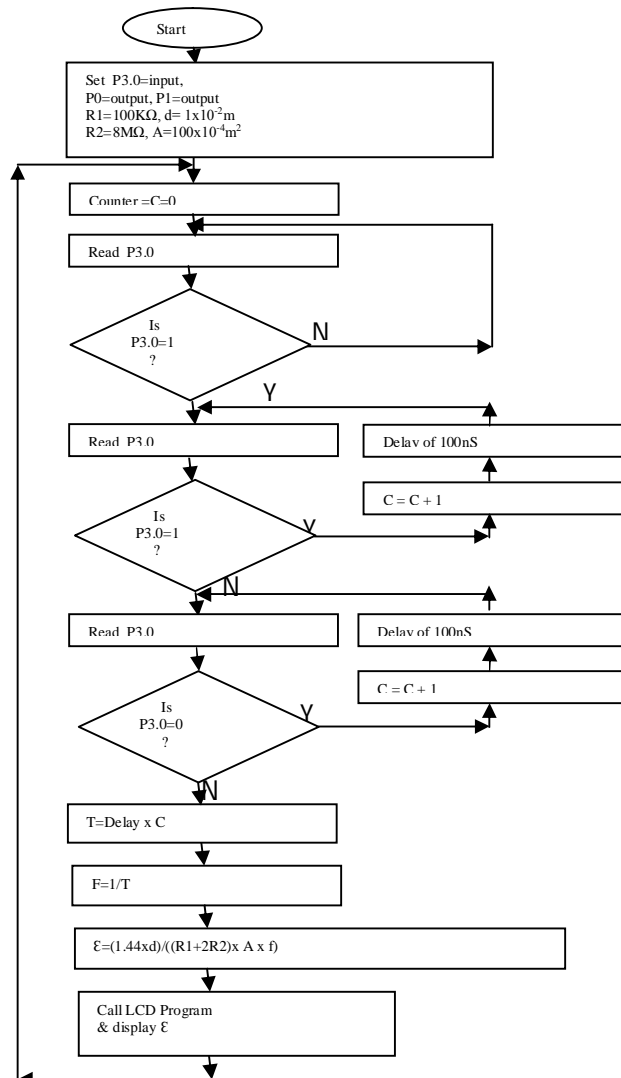 Start
Set P3.0=input,
P0=output, P1=output
R1=100KΩ, d= 1x10⁻²m
R2=8MΩ, A=100x10⁻⁴m²
Counter =C=0
Read P3.0
Is
P3.0=1
?
N
Y
Read P3.0
Delay of 100nS
C = C + 1
Is
P3.0=1
?
Y
N
Read P3.0
Delay of 100nS
C = C + 1
Is
P3.0=0
?
Y
N
T=Delay x C
F=1/T
Ɛ=(1.44xd)/((R1+2R2)x A x f)
Call LCD Program
& display Ɛ